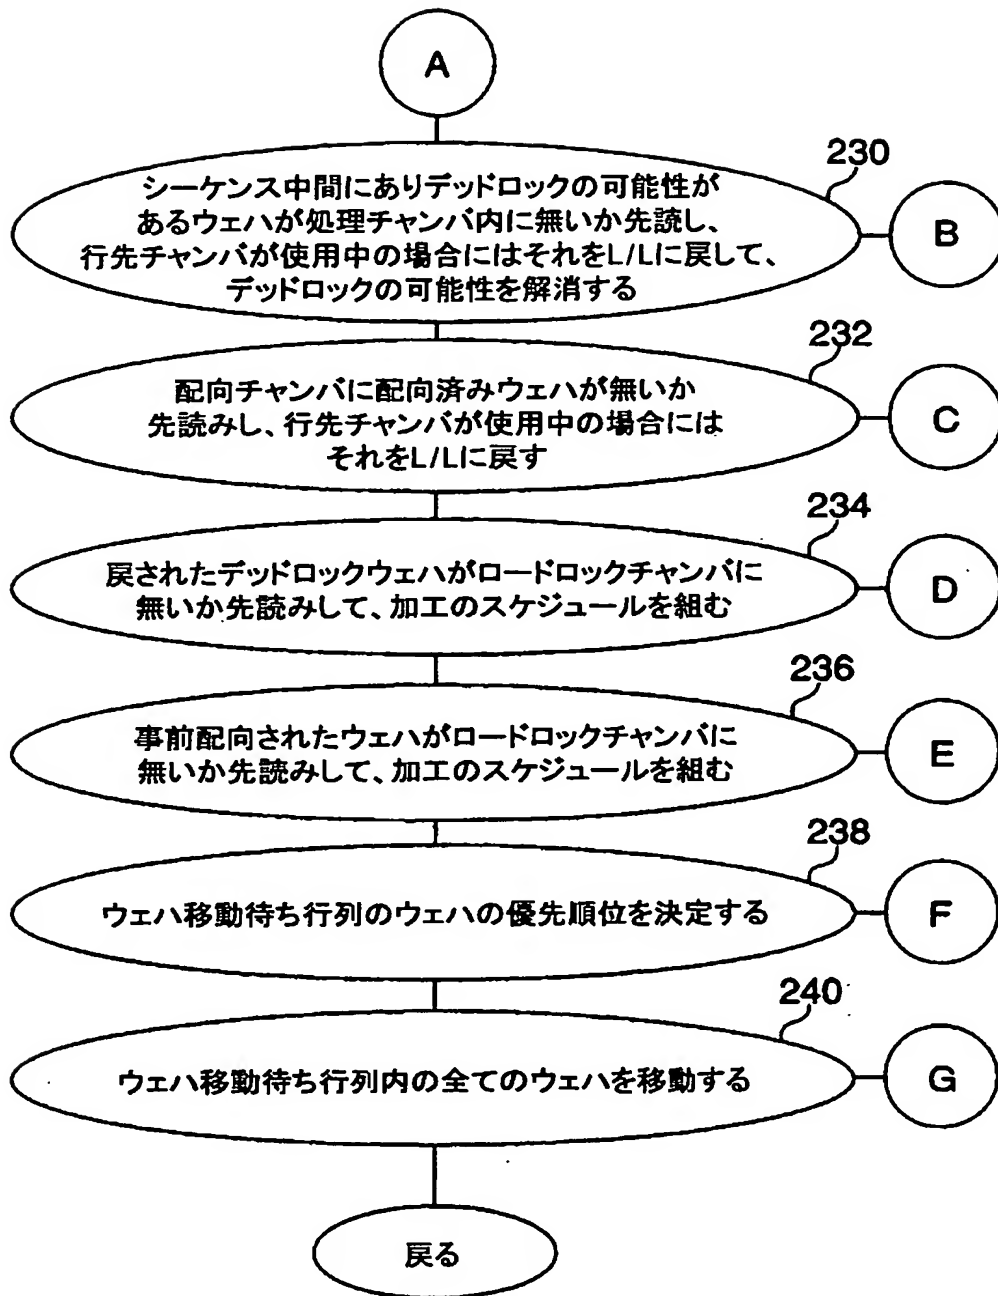 A
230
シーケンス中間にありデッドロックの可能性が
あるウェハが処理チャンバ内に無いか先読し、
行先チャンバが使用中の場合にはそれをL/Lに戻して、
デッドロックの可能性を解消する
B
232
配向チャンバに配向済みウェハが無いか
先読みし、行先チャンバが使用中の場合には
それをL/Lに戻す
C
234
戻されたデッドロックウェハがロードロックチャンバに
無いか先読みして、加工のスケジュールを組む
D
236
事前配向されたウェハがロードロックチャンバに
無いか先読みして、加工のスケジュールを組む
E
238
ウェハ移動待ち行列のウェハの優先順位を決定する
F
240
ウェハ移動待ち行列内の全てのウェハを移動する
G
戻る